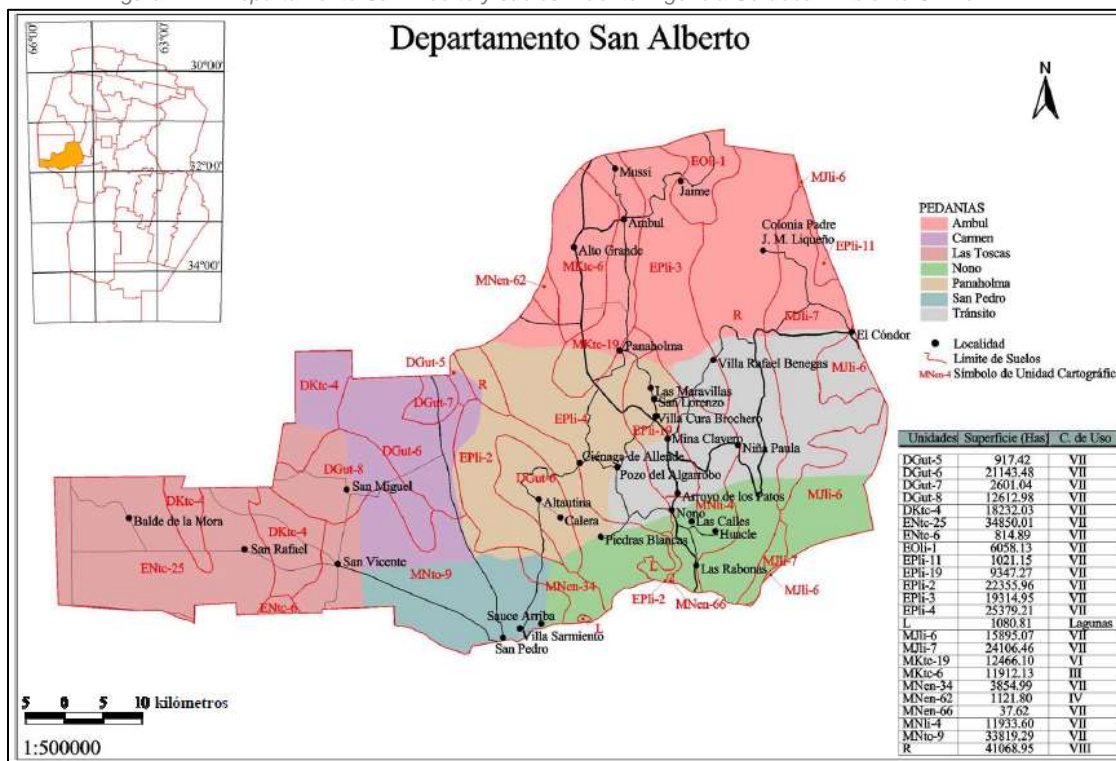 Departamento San Alberto
66°00'
63°00'
30°00'
32°00'
34°00'
N
PEDANIAS
Ambul
Carmen
Las Toscas
Nono
Panaholma
San Pedro
Tránsito
Localidad
Límite de Suelos
MNen-4 Símbolo de Unidad Cartográfic
Mussi
EOli-1
Jaime
MJli-6
Ambul
Colonia Padre
J. M. Liqueño
Alto Grande
EPli-11
MKtc-6
EPli-3
MNen-62
R
MJli-7
El Cóndor
MKtc-19
Panaholma
Villa Rafael Benegas
MJli-6
DGut-5
R
DKtc-4
Las Maravillas
San Lorenzo
DGut-7
EPli-4
Villa Cura Brochero
EPli-19
Mina Clavero
Niña Paula
DGut-6
EPli-2
Ciénaga de Allende
Pozo del Algarrobo
DGut-8
DGut-6
San Miguel
MJli-6
DKtc-4
Altautina
Arroyo de los Patos
MNli-4
Nono
Balde de la Mora
Calera
Las Calles
DKtc-4
Huacle
Piedras Blancas
San Rafael
San Vicente
MNto-9
L
Las Rabonas
MJli-7
ENtc-25
MNen-34
EPli-2
MNen-66
MJli-6
ENtc-6
Sauce Arriba
L
Villa Sarmiento
San Pedro
5 0 5 10 kilómetros
1:500000
Unidades Superficie (Has) C. de Uso
DGut-5 917.42 VII
DGut-6 21143.48 VII
DGut-7 2601.04 VII
DGut-8 12612.98 VII
DKtc-4 18232.03 VII
ENtc-25 34850.01 VII
ENtc-6 814.89 VII
EOli-1 6058.13 VII
EPli-11 1021.15 VII
EPli-19 9347.27 VII
EPli-2 22355.96 VII
EPli-3 19314.95 VII
EPli-4 25379.21 VII
L 1080.81 Lagunas
MJli-6 15895.07 VII
MJli-7 24106.46 VII
MKtc-19 12466.10 VI
MKtc-6 11912.13 III
MNen-34 3854.99 VII
MNen-62 1121.80 IV
MNen-66 37.62 VII
MNli-4 11933.60 VII
MNto-9 33819.29 VII
R 41068.95 VIII